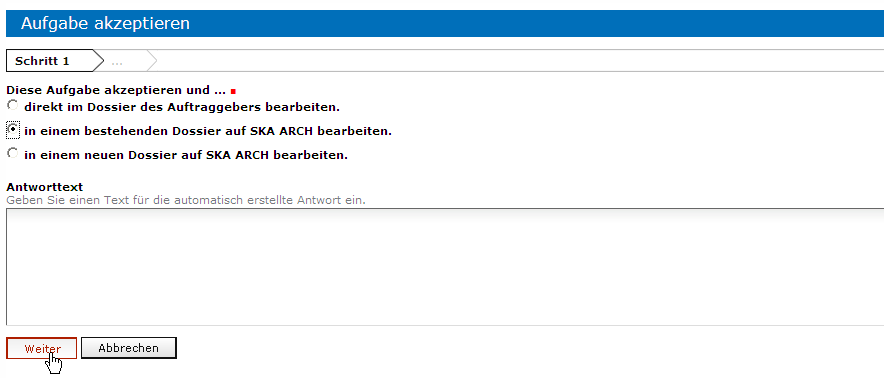 Aufgabe akzeptieren
Schritt 1 ...
Diese Aufgabe akzeptieren und ...
direkt im Dossier des Auftraggebers bearbeiten.
in einem bestehenden Dossier auf SKA ARCH bearbeiten.
in einem neuen Dossier auf SKA ARCH bearbeiten.
Antworttext
Geben Sie einen Text für die automatisch erstellte Antwort ein.
Weiter Abbrechen